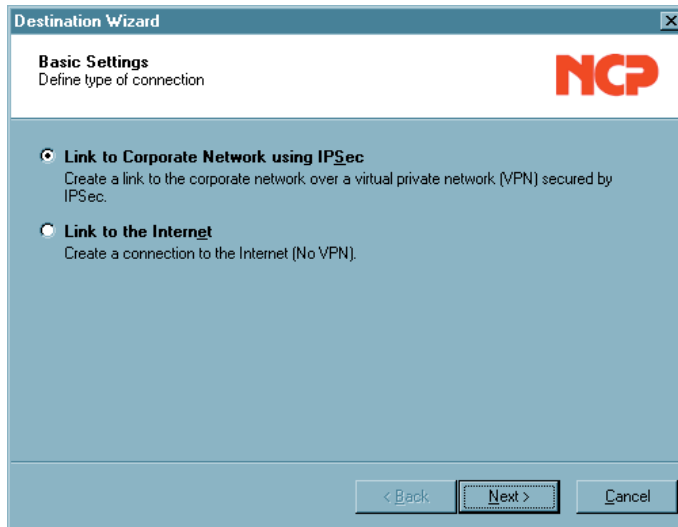 Destination Wizard
Basic Settings
Define type of connection
NCP
Link to Corporate Network using IPSec
Create a link to the corporate network over a virtual private network (VPN) secured by
IPSec.
Link to the Internet
Create a connection to the Internet (No VPN).
< Back
Next >
Cancel